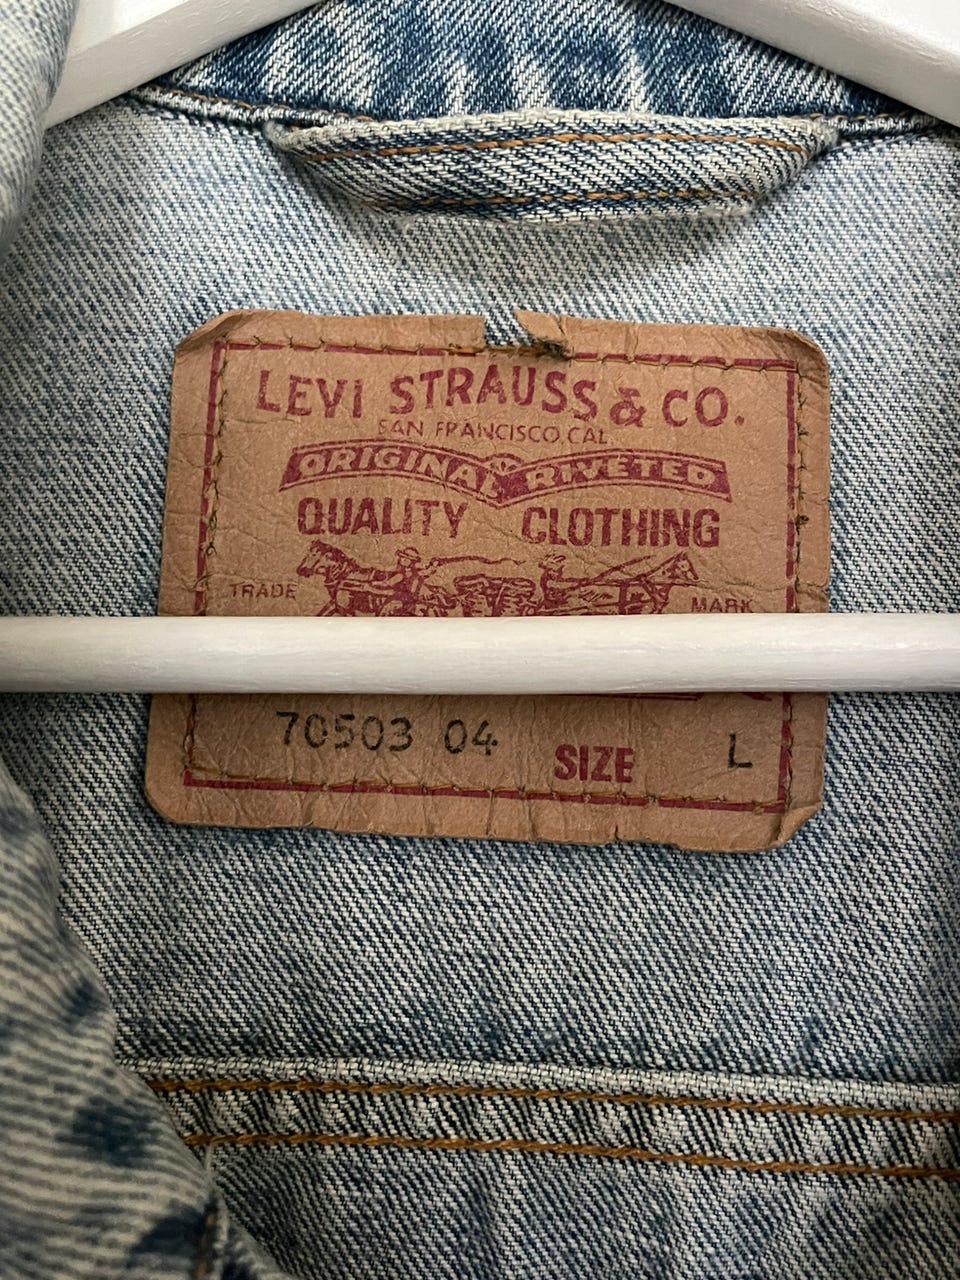 LEVI STRAUSS & CO.
SAN FRANCISCO, CAL.
ORIGINAL RIVETED
QUALITY CLOTHING
TRADE MARK
70503 04 SIZE L